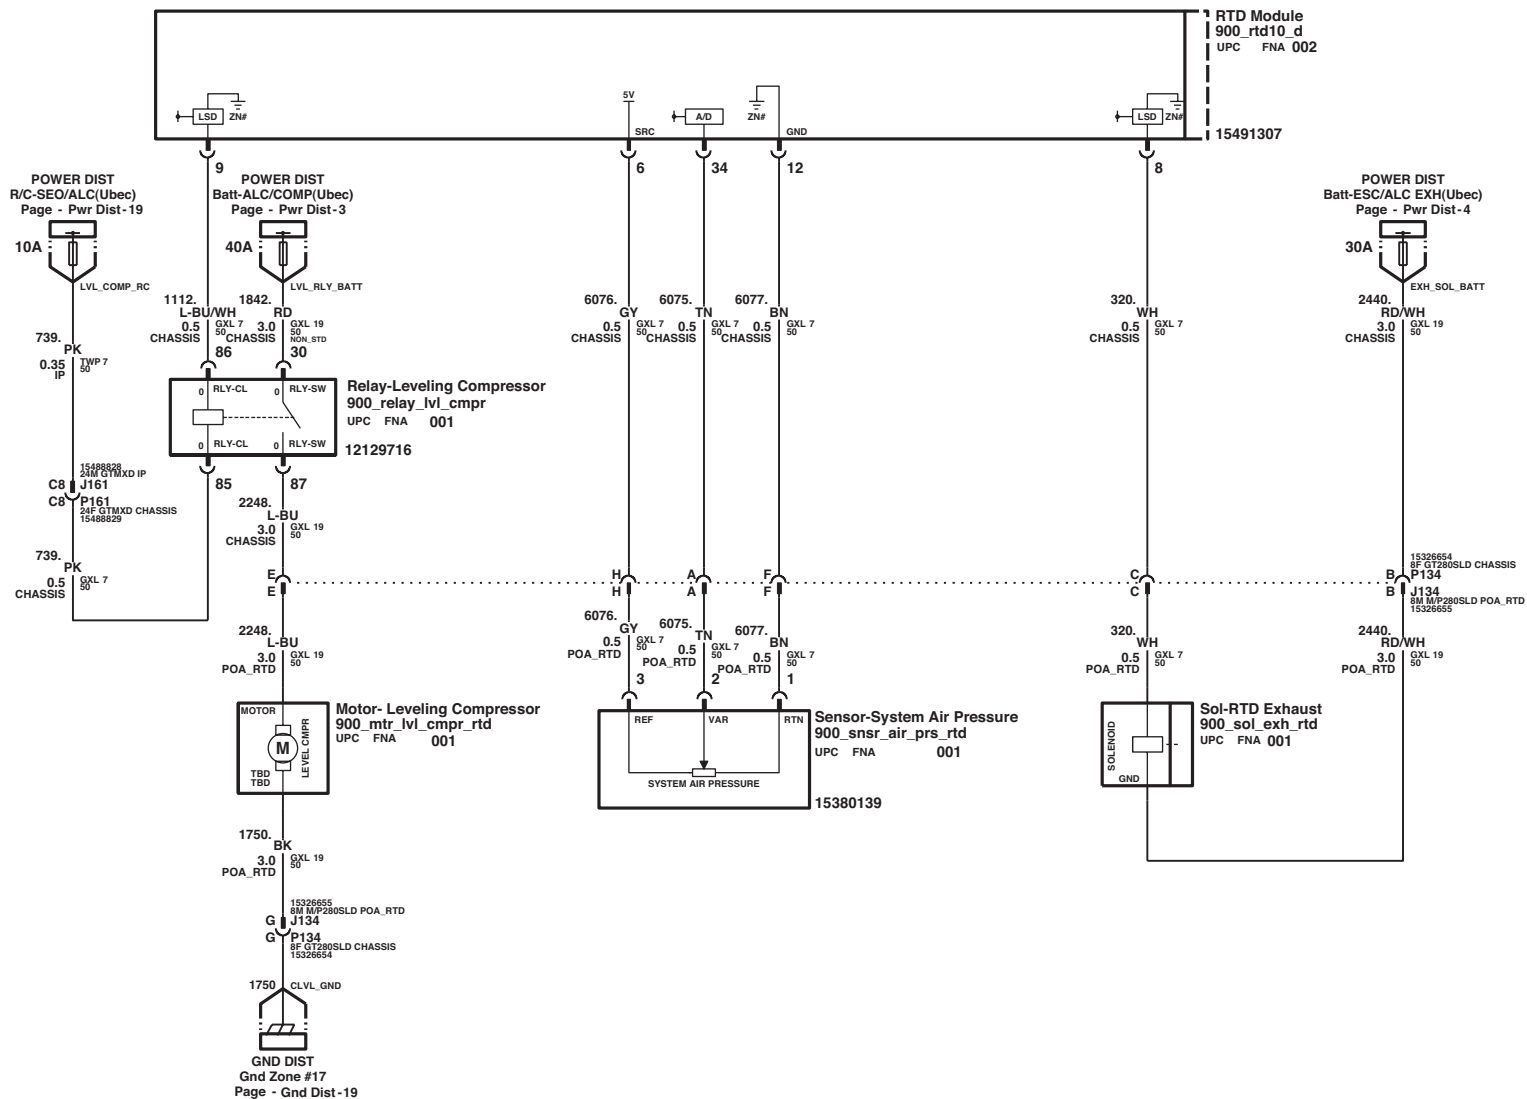 RTD Module
900_rtd10_d
UPC FNA 002
LSD ZN#
5V
SRC
A/D
ZN#
GND
LSD ZN#
15491307
9
6
34
12
8
POWER DIST
R/C-SEO/ALC(Ubec)
Page - Pwr Dist-19
10A
LVL_COMP_RC
POWER DIST
Batt-ALC/COMP(Ubec)
Page - Pwr Dist-3
40A
LVL_RLY_BATT
POWER DIST
Batt-ESC/ALC EXH(Ubec)
Page - Pwr Dist-4
30A
EXH_SOL_BATT
1112.
L-BU/WH
0.5 GXL 7
CHASSIS 50
86
1842.
RD
3.0 GXL 19
CHASSIS 50
NON_STD
30
6076.
GY
0.5 GXL 7
CHASSIS 50
6075.
TN
0.5 GXL 7
CHASSIS 50
6077.
BN
0.5 GXL 7
CHASSIS 50
320.
WH
0.5 GXL 7
CHASSIS 50
2440.
RD/WH
3.0 GXL 19
CHASSIS 50
739.
PK
0.35 TWP 7
IP 50
0 RLY-CL
0 RLY-SW
0 RLY-CL
0 RLY-SW
Relay-Leveling Compressor
900_relay_lvl_cmpr
UPC FNA 001
12129716
85
87
15488828
24M GTMXD IP
C8 J161
C8 P161
24F GTMXD CHASSIS
15488829
2248.
L-BU
3.0 GXL 19
CHASSIS 50
739.
PK
0.5 GXL 7
CHASSIS 50
E
E
H
H
A
A
F
F
C
C
15326654
8F GT280SLD CHASSIS
B P134
B J134
8M M/P280SLD POA_RTD
15326655
2248.
L-BU
3.0 GXL 19
POA_RTD 50
6076.
GY
0.5 GXL 7
POA_RTD 50
3
6075.
TN
0.5 GXL 7
POA_RTD 50
2
6077.
BN
0.5 GXL 7
POA_RTD 50
1
320.
WH
0.5 GXL 7
POA_RTD 50
2440.
RD/WH
3.0 GXL 19
POA_RTD 50
MOTOR
M
LEVEL CMPR
TBD
TBD
Motor- Leveling Compressor
900_mtr_lvl_cmpr_rtd
UPC FNA 001
REF
VAR
RTN
SYSTEM AIR PRESSURE
Sensor-System Air Pressure
900_snsr_air_prs_rtd
UPC FNA 001
15380139
SOLENOID
GND
Sol-RTD Exhaust
900_sol_exh_rtd
UPC FNA 001
1750.
BK
3.0 GXL 19
POA_RTD 50
15326655
8M M/P280SLD POA_RTD
G J134
G P134
8F GT280SLD CHASSIS
15326654
1750 CLVL_GND
GND DIST
Gnd Zone #17
Page - Gnd Dist-19